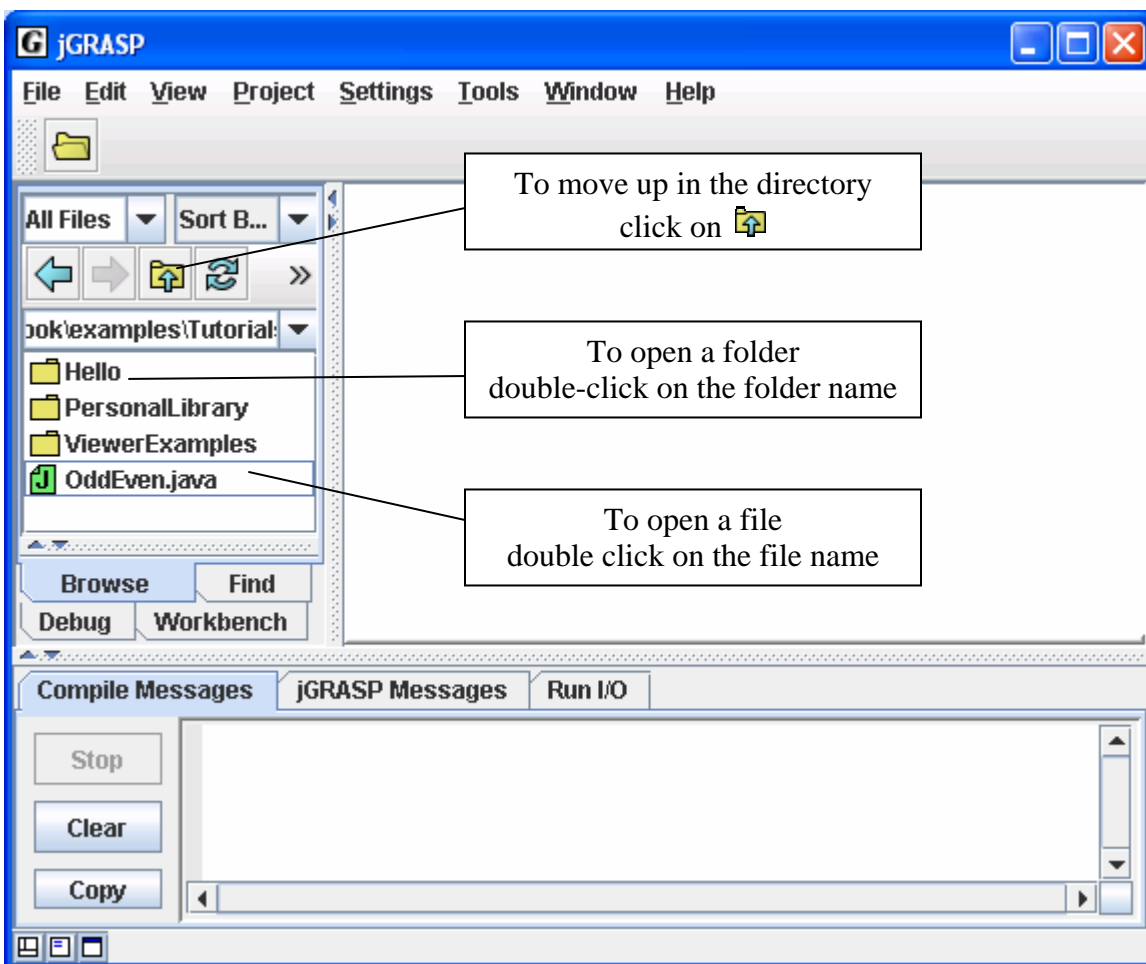 jGRASP
File Edit View Project Settings Tools Window Help
To move up in the directory
click on
All Files Sort B...
»
ook\examples\Tutorials
To open a folder
double-click on the folder name
Hello
PersonalLibrary
ViewerExamples
OddEven.java
To open a file
double click on the file name
Browse Find
Debug Workbench
Compile Messages jGRASP Messages Run I/O
Stop
Clear
Copy